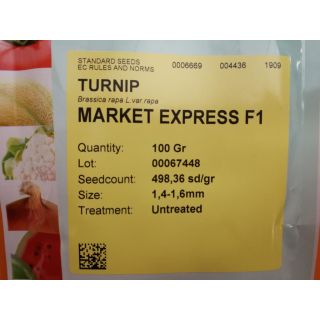 STANDARD SEEDS 0006669 004436 1909
EC RULES AND NORMS
TURNIP
Brassica rapa L.var rapa
MARKET EXPRESS F1
Quantity: 100 Gr
Lot: 00067448
Seedcount: 498,36 sd/gr
Size: 1,4-1,6mm
Treatment: Untreated